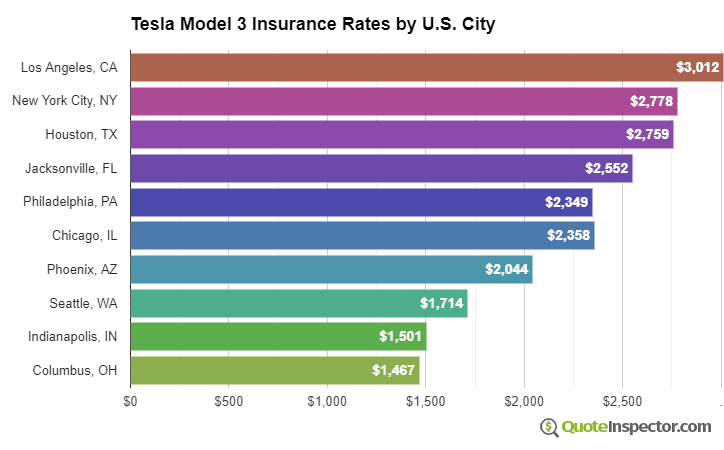 Tesla Model 3 Insurance Rates by U.S. City
Los Angeles, CA $3,012
New York City, NY $2,778
Houston, TX $2,759
Jacksonville, FL $2,552
Philadelphia, PA $2,349
Chicago, IL $2,358
Phoenix, AZ $2,044
Seattle, WA $1,714
Indianapolis, IN $1,501
Columbus, OH $1,467
$0 $500 $1,000 $1,500 $2,000 $2,500 .
$ QuoteInspector.com